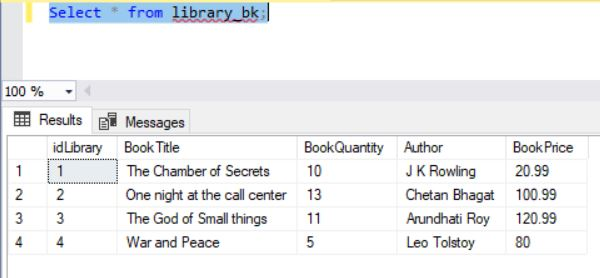 Select * from library_bk;
100 %
Results Messages
idLibrary BookTitle BookQuantity Author BookPrice
1 1 The Chamber of Secrets 10 J K Rowling 20.99
2 2 One night at the call center 13 Chetan Bhagat 100.99
3 3 The God of Small things 11 Arundhati Roy 120.99
4 4 War and Peace 5 Leo Tolstoy 80